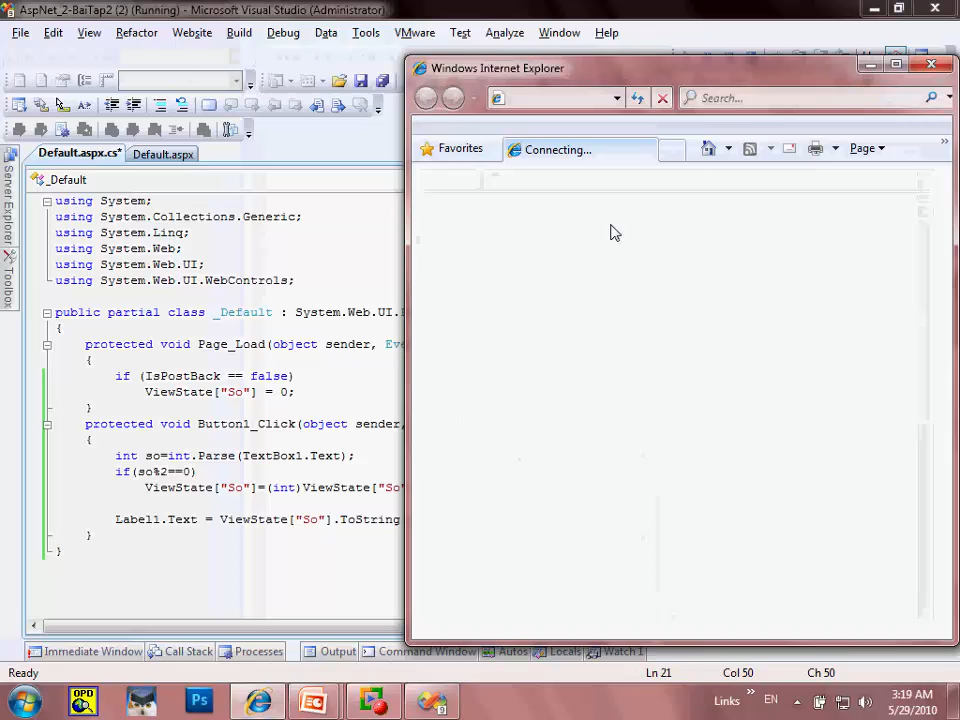 AspNet_2-BaiTap2 (2) (Running) - Microsoft Visual Studio (Administrator)
File Edit View Refactor Website Build Debug Data Tools VMware Test Analyze Window Help
Windows Internet Explorer
Search...
Favorites
Connecting...
Page
Default.aspx.cs*
Default.aspx
Server Explorer
Toolbox
_Default
using System;
using System.Collections.Generic;
using System.Linq;
using System.Web;
using System.Web.UI;
using System.Web.UI.WebControls;
public partial class _Default : System.Web.UI.
{
protected void Page_Load(object sender, Eve
{
if (IsPostBack == false)
ViewState["So"] = 0;
}
protected void Button1_Click(object sender,
{
int so=int.Parse(TextBox1.Text);
if(so%2==0)
ViewState["So"]=(int)ViewState["So"
Label1.Text = ViewState["So"].ToString
}
}
Immediate Window Call Stack Processes Output Command Window Autos Locals Watch 1
Ready
Ln 21 Col 50 Ch 50
OPD
Ps
9
Links
EN
3:19 AM
5/29/2010